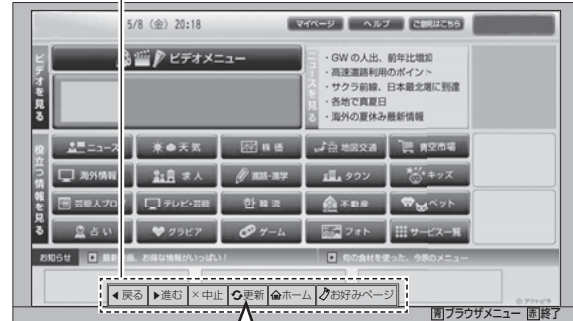 5/8（金）20:18
マイページ ヘルプ ご意見はこちら
ビデオを見る
ビデオメニュー
ニュースを見る
・GWの人出、前年比増加
・高速道路利用のポイント
・サクラ前線、日本最北端に到達
・各地で真夏日
・海外の夏休み最新情報
役立つ情報を見る
ニュース 天気 株価 地図交通 青空市場
海外情報 求人 進路・進学 タウン キッズ
芸能人ブログ テレビ・芸能 韓流 不動産 ペット
占い グラビア ゲーム フォト サービス一覧
お知らせ 最新映画、お得な情報がいっぱい！ 旬の食材を使った、今夜のメニュー
◀戻る ▶進む ×中止 更新 ホーム お好みページ
© アクトビラ
青 ブラウザメニュー 赤 終了